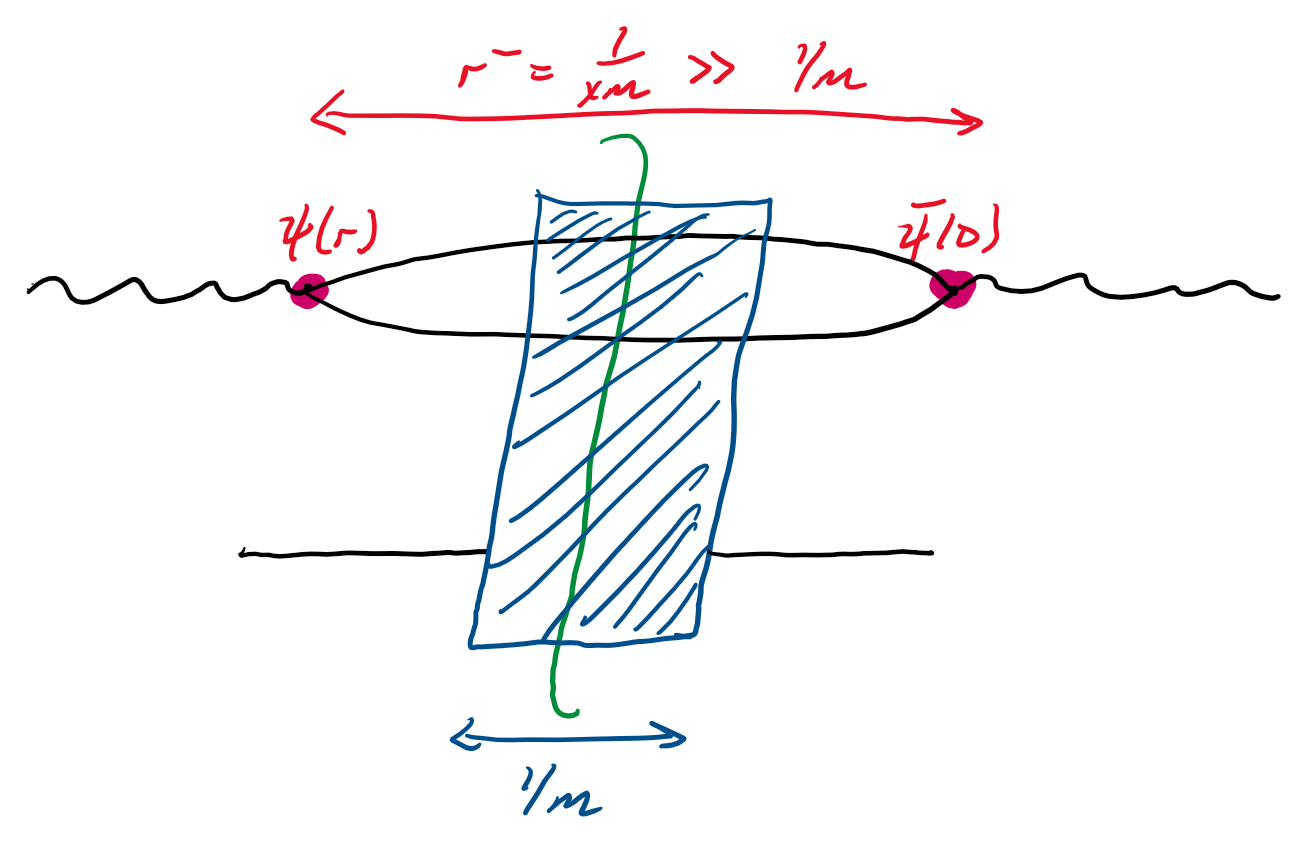 r⁻ = 1/xm ≫ 1/m
ψ(r) ψ̄(0)
1/m